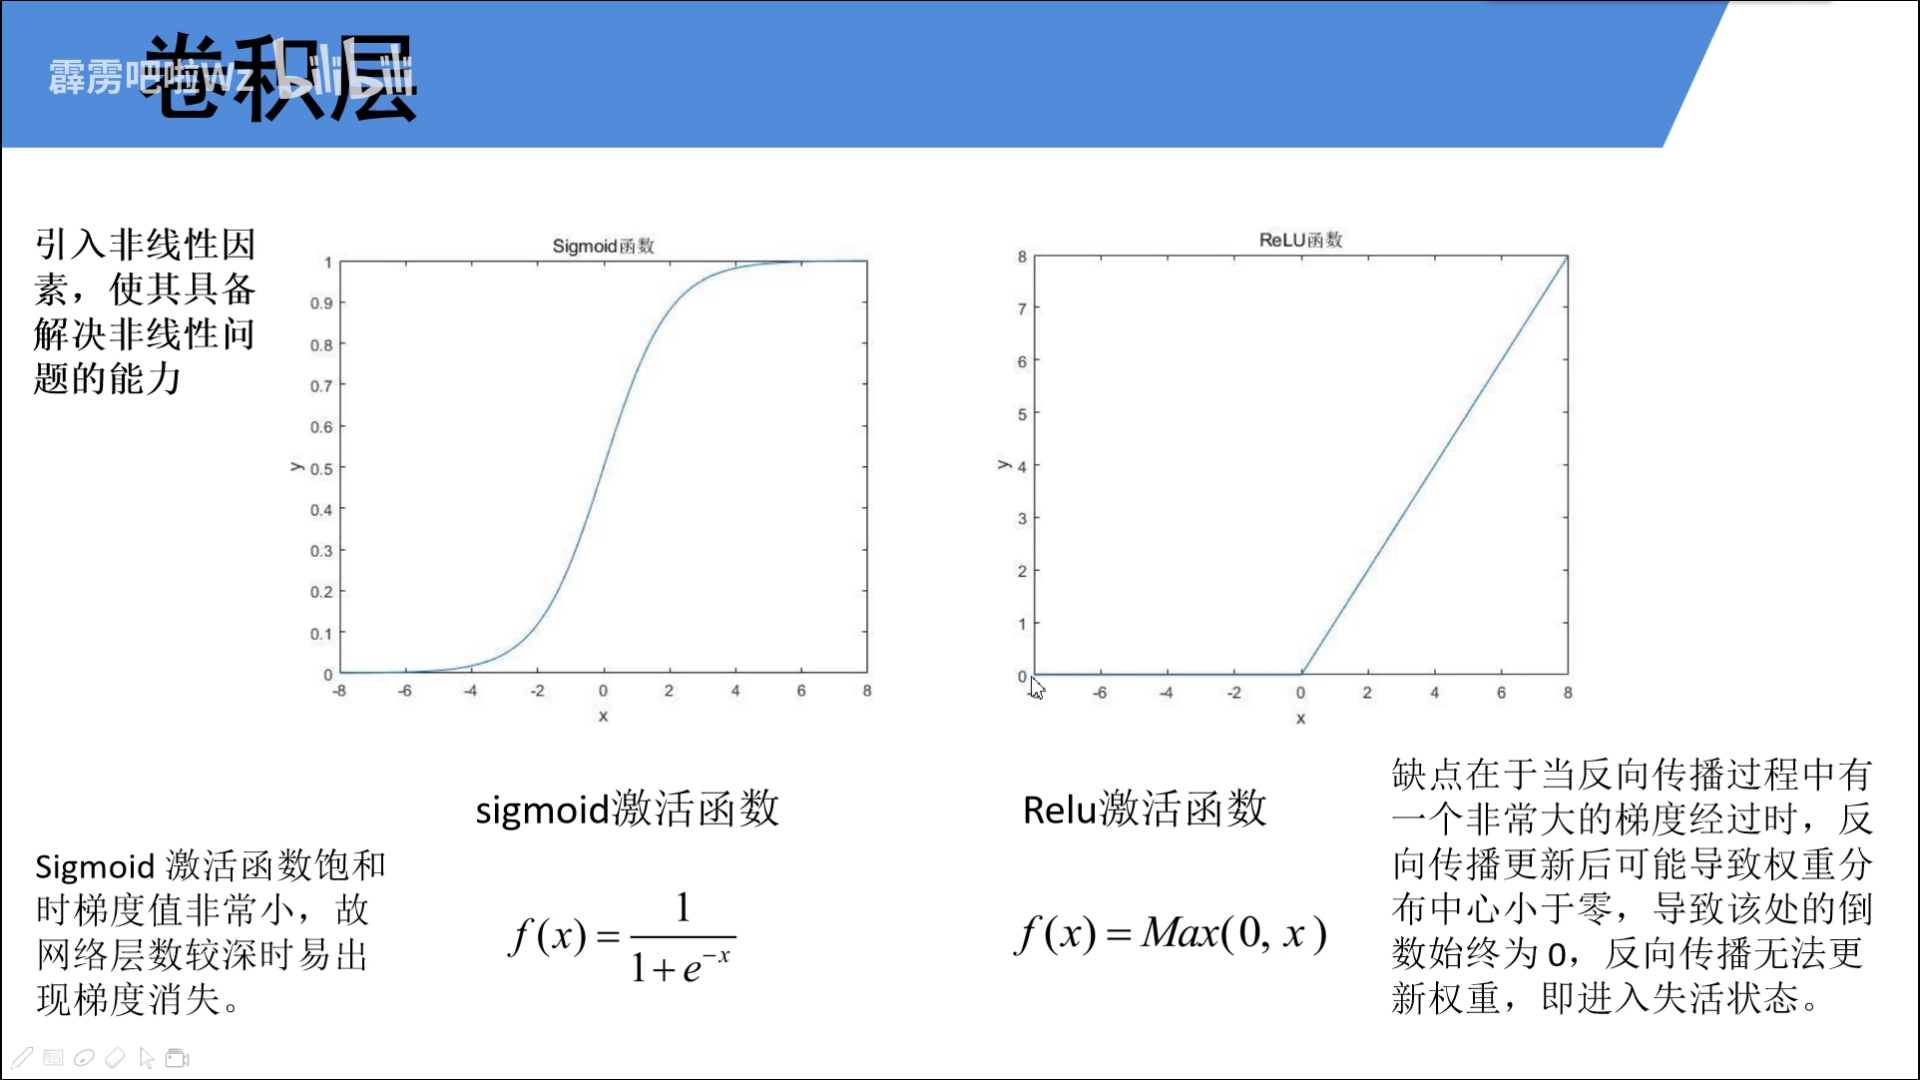 卷积层
霹雳吧啦Wz bilibili
引入非线性因
素，使其具备
解决非线性问
题的能力
Sigmoid函数
1
0.9
0.8
0.7
0.6
0.5
0.4
0.3
0.2
0.1
0
y
-8 -6 -4 -2 0 2 4 6 8
x
ReLU函数
8
7
6
5
4
3
2
1
0
y
-6 -4 -2 0 2 4 6 8
x
sigmoid激活函数
Relu激活函数
Sigmoid 激活函数饱和
时梯度值非常小，故
网络层数较深时易出
现梯度消失。
f(x)=1/(1+e^{-x})
f(x)=Max(0, x)
缺点在于当反向传播过程中有
一个非常大的梯度经过时，反
向传播更新后可能导致权重分
布中心小于零，导致该处的倒
数始终为 0，反向传播无法更
新权重，即进入失活状态。